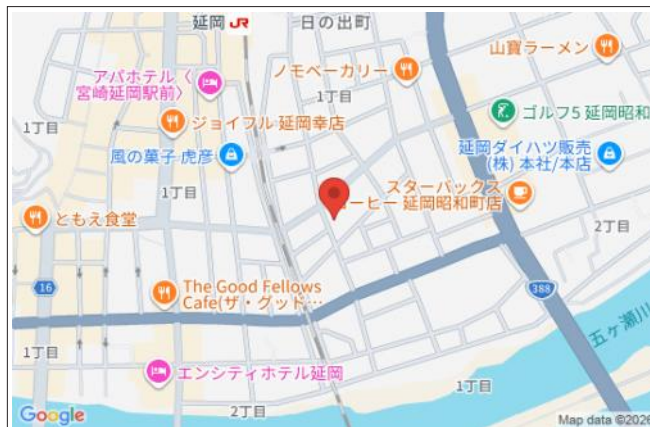 延岡 JR
日の出町
山寳ラーメン
アパホテル〈
宮崎延岡駅前〉
ノモベーカリー
1丁目
ゴルフ5 延岡昭和
1丁目
ジョイフル 延岡幸店
風の菓子 虎彦
延岡ダイハツ販売
(株) 本社/本店
1丁目
スターバックス
コーヒー 延岡昭和町店
ともえ食堂
2丁目
16
The Good Fellows
Cafe(ザ・グッド…
388
五ヶ瀬川
1丁目
エンシティホテル延岡
1丁目
2丁目
Google
Map data ©2026